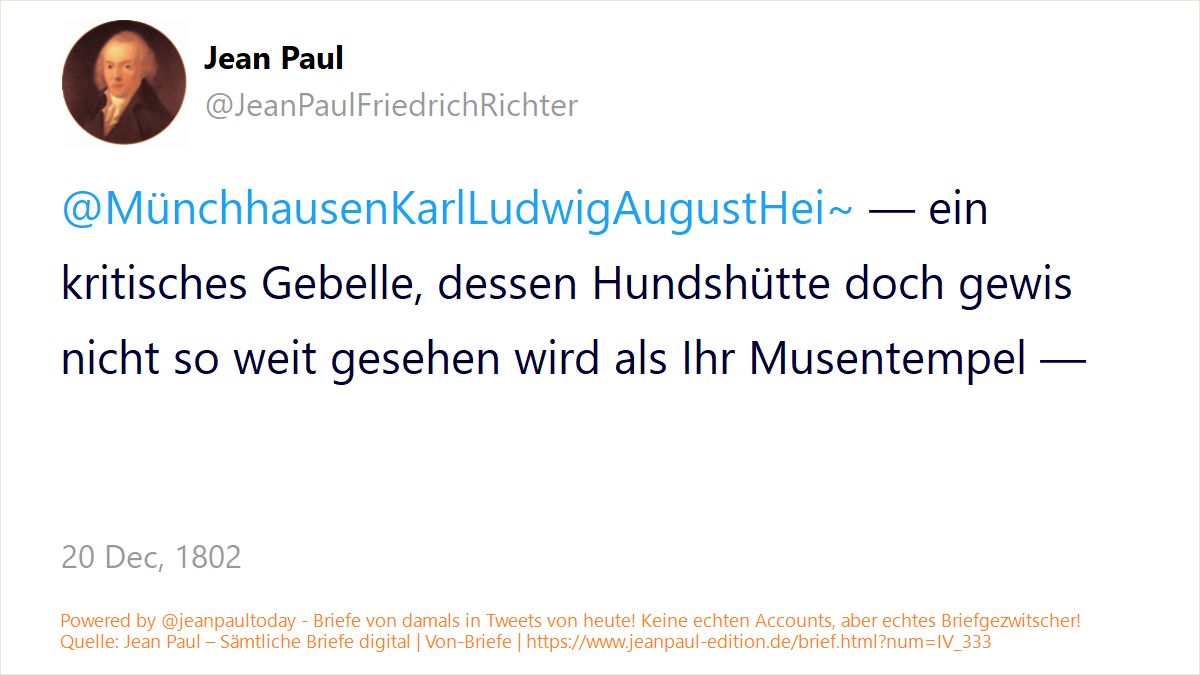 Jean Paul
@JeanPaulFriedrichRichter
@MünchhausenKarlLudwigAugustHei~ — ein
kritisches Gebelle, dessen Hundshütte doch gewis
nicht so weit gesehen wird als Ihr Musentempel —
20 Dec, 1802
Powered by @jeanpaultoday - Briefe von damals in Tweets von heute! Keine echten Accounts, aber echtes Briefgezwitscher!
Quelle: Jean Paul – Sämtliche Briefe digital | Von-Briefe | https://www.jeanpaul-edition.de/brief.html?num=IV_333